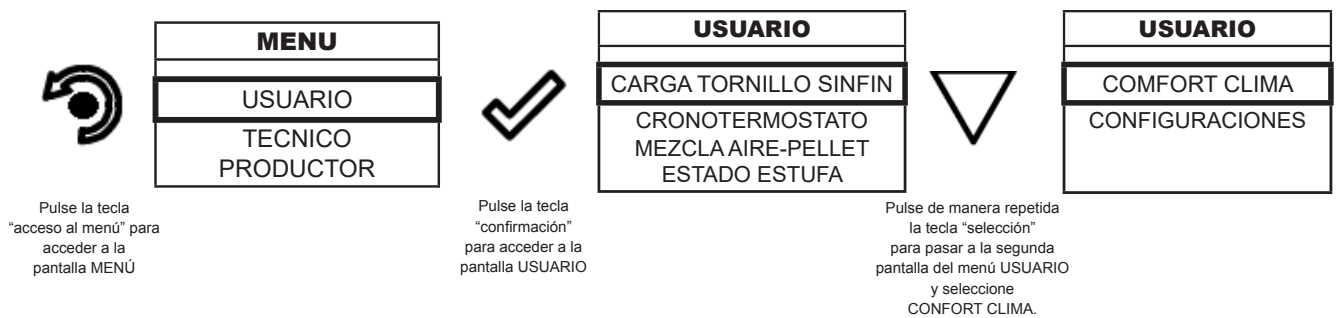 MENU
USUARIO
TECNICO
PRODUCTOR
Pulse la tecla
“acceso al menú” para
acceder a la
pantalla MENÚ
USUARIO
CARGA TORNILLO SINFIN
CRONOTERMOSTATO
MEZCLA AIRE-PELLET
ESTADO ESTUFA
Pulse la tecla
“confirmación”
para acceder a la
pantalla USUARIO
USUARIO
COMFORT CLIMA
CONFIGURACIONES
Pulse de manera repetida
la tecla “selección”
para pasar a la segunda
pantalla del menú USUARIO
y seleccione
CONFORT CLIMA.